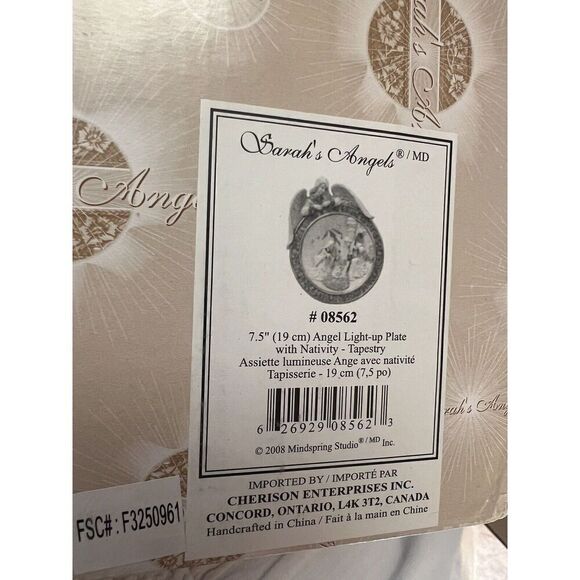 Sarah's Angels
Angels
Sarah's Angels® / MD
# 08562
7.5" (19 cm) Angel Light-up Plate
with Nativity - Tapestry
Assiette lumineuse Ange avec nativité
Tapisserie - 19 cm (7,5 po)
6 26929 08562 3
© 2008 Mindspring Studio® / MD Inc.
IMPORTED BY / IMPORTÉ PAR
CHERISON ENTERPRISES INC.
CONCORD, ONTARIO, L4K 3T2, CANADA
Handcrafted in China / Fait à la main en Chine
FSC#: F3250961